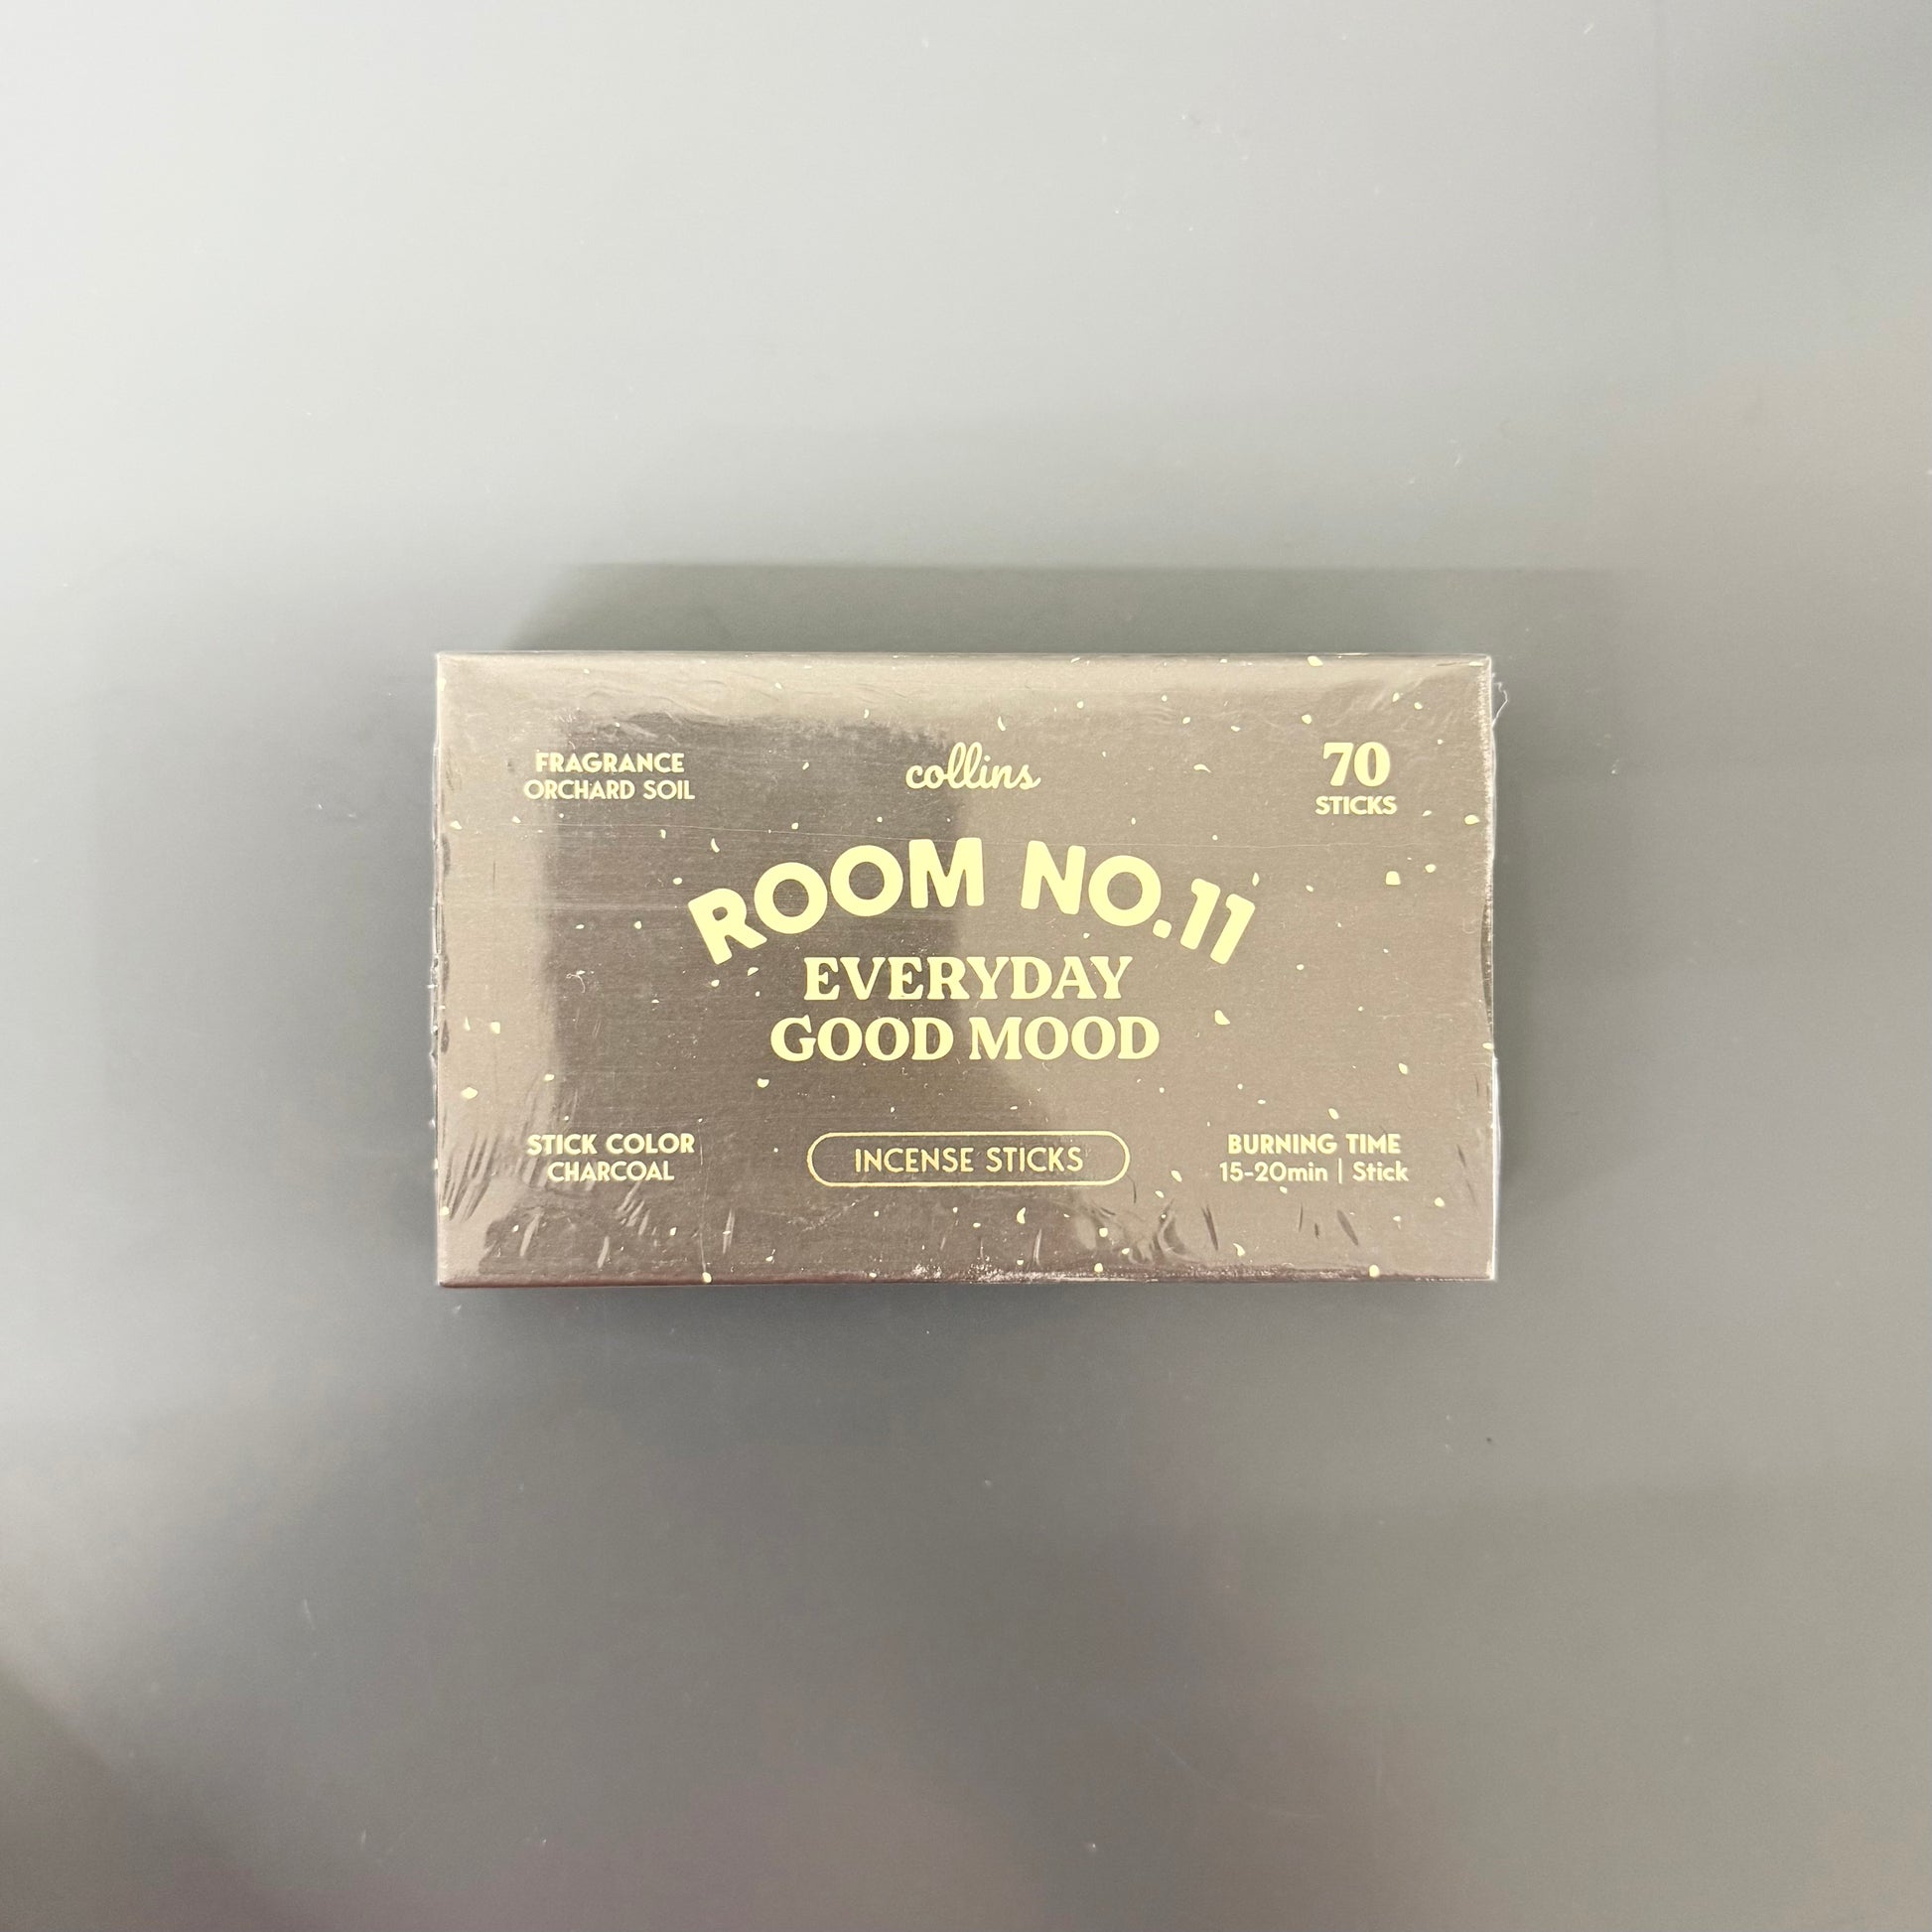 FRAGRANCE
ORCHARD SOIL
collins
70
STICKS
ROOM NO.11
EVERYDAY
GOOD MOOD
STICK COLOR
CHARCOAL
INCENSE STICKS
BURNING TIME
15-20min | Stick